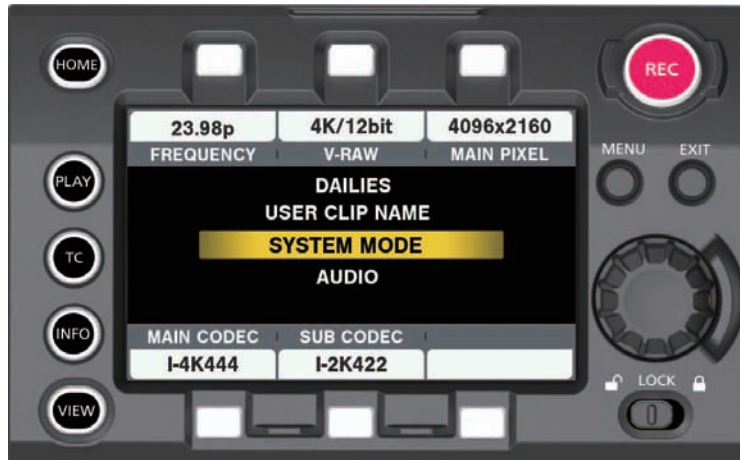 HOME
REC
23.98p 4K/12bit 4096x2160
FREQUENCY V-RAW MAIN PIXEL
MENU EXIT
DAILIES
PLAY
USER CLIP NAME
SYSTEM MODE
TC
AUDIO
INFO
MAIN CODEC SUB CODEC
I-4K444 I-2K422
LOCK
VIEW